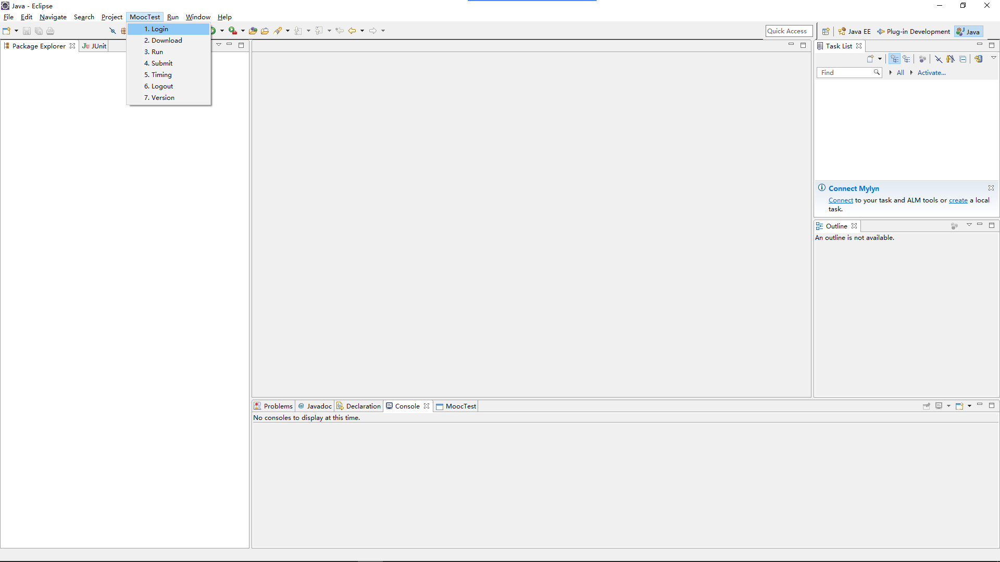 Java - Eclipse
File Edit Navigate Search Project MoocTest Run Window Help
1. Login
2. Download
3. Run
4. Submit
5. Timing
6. Logout
7. Version
Quick Access
Java EE
Plug-in Development
Java
Package Explorer
JUnit
Task List
Find
All
Activate...
Connect Mylyn
Connect to your task and ALM tools or create a local
task.
Outline
An outline is not available.
Problems
Javadoc
Declaration
Console
MoocTest
No consoles to display at this time.